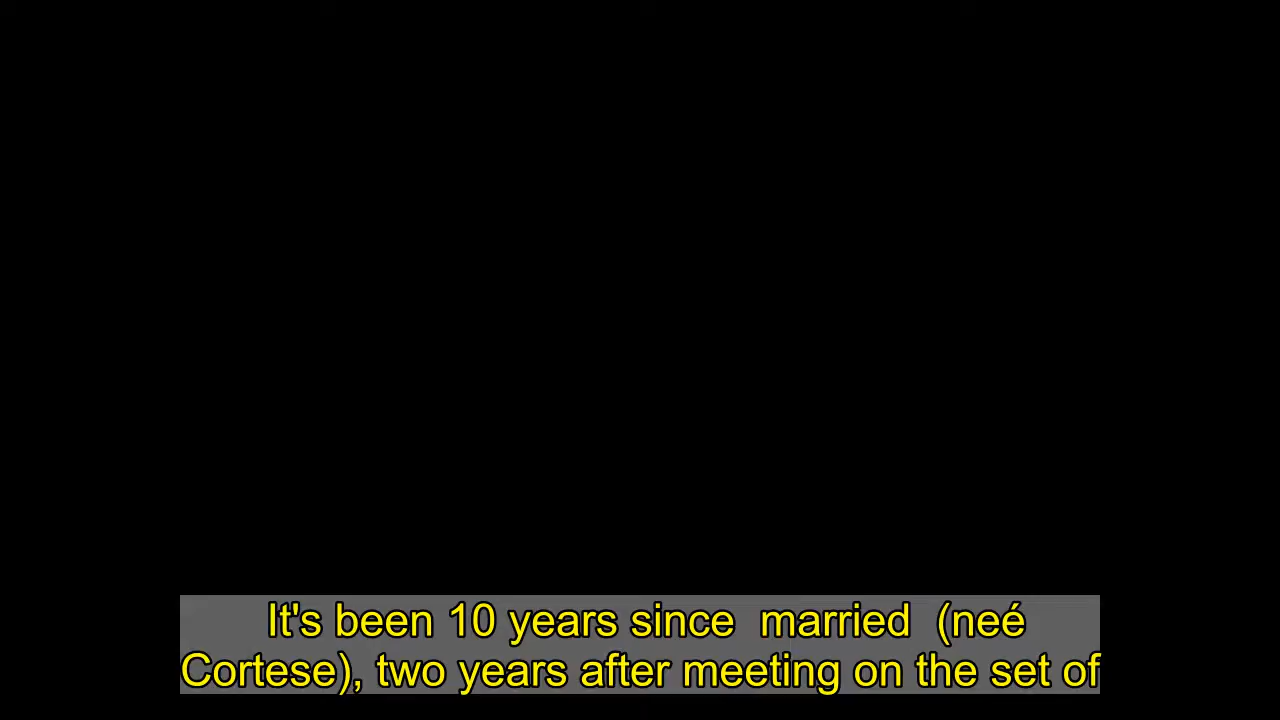 It's been 10 years since  married  (neé
Cortese), two years after meeting on the set of